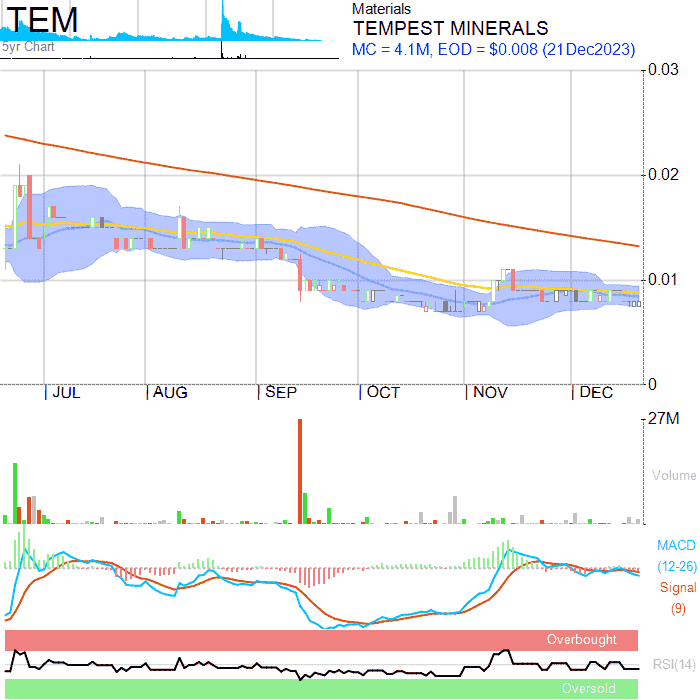 TEM
5yr Chart
Materials
TEMPEST MINERALS
MC = 4.1M, EOD = $0.008 (21Dec2023)
0.03
0.02
0.01
0
JUL AUG SEP OCT NOV DEC
27M
Volume
MACD
(12-26)
Signal
(9)
Overbought
RSI(14)
Oversold